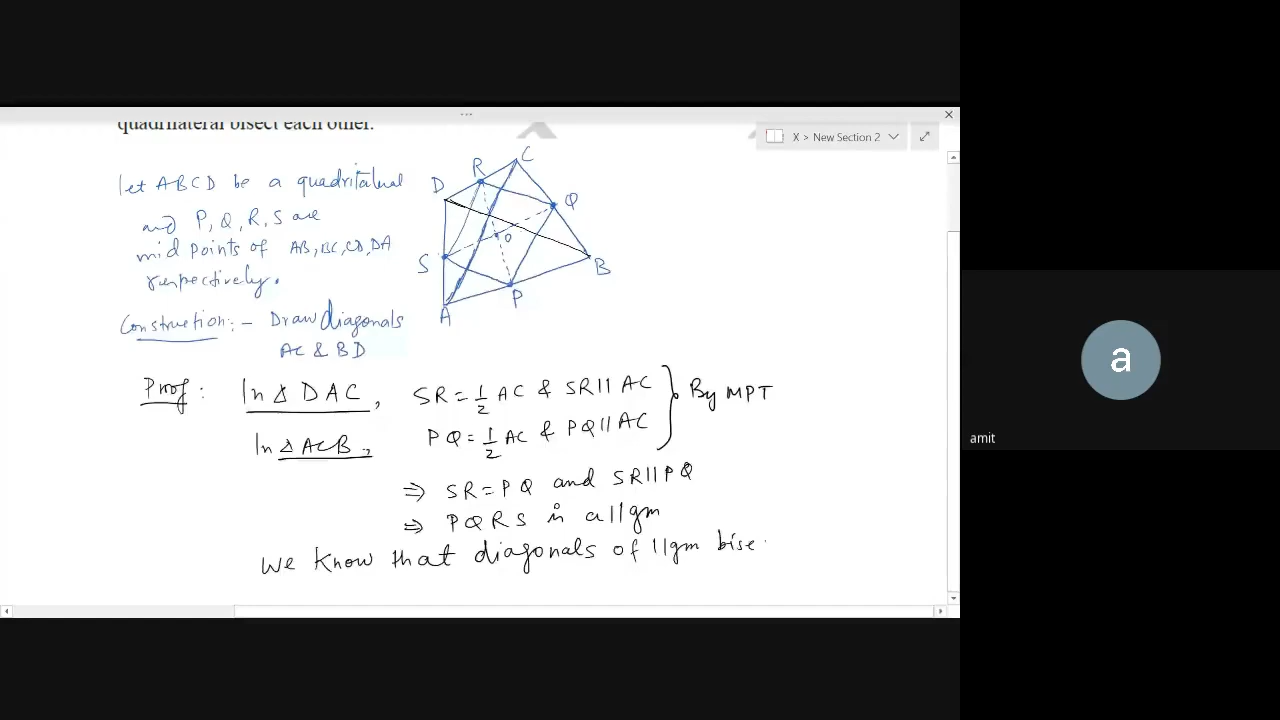 quadrilateral bisect each other.
X > New Section 2
let ABCD be a quadritatual
and P, Q, R, S are
mid points of AB, BC, CD, DA
respectively.
Construction:- Draw diagonals
AC & BD
D R C
Q
O
S
B
P
A
Prof: In Δ DAC, SR = 1/2 AC & SR || AC
In Δ ACB, PQ = 1/2 AC & PQ || AC } By MPT
⇒ SR = PQ and SR || PQ
⇒ PQRS is a ||gm
We know that diagonals of ||gm bise
a
amit